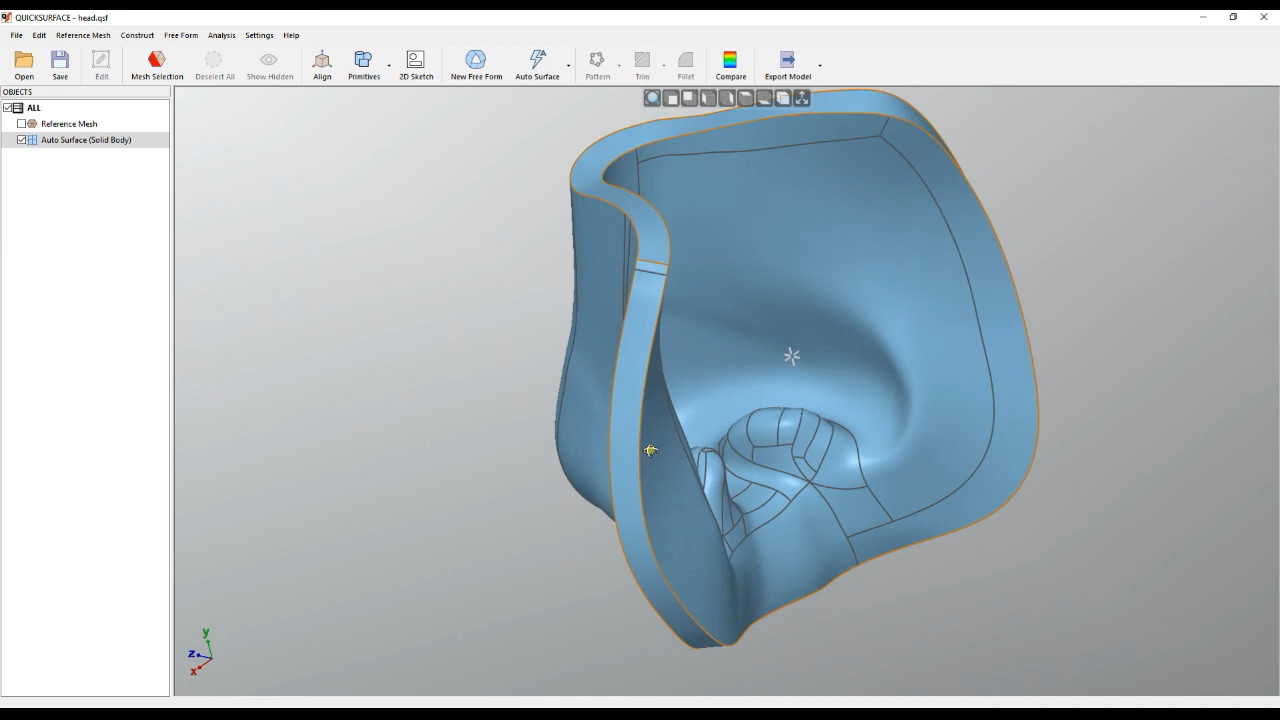 QUICKSURFACE - head.qsf
File Edit Reference Mesh Construct Free Form Analysis Settings Help
Open Save Edit Mesh Selection Deselect All Show Hidden Align Primitives 2D Sketch New Free Form Auto Surface Pattern Trim Fillet Compare Export Model
OBJECTS
ALL
Reference Mesh
Auto Surface (Solid Body)
y
z
x